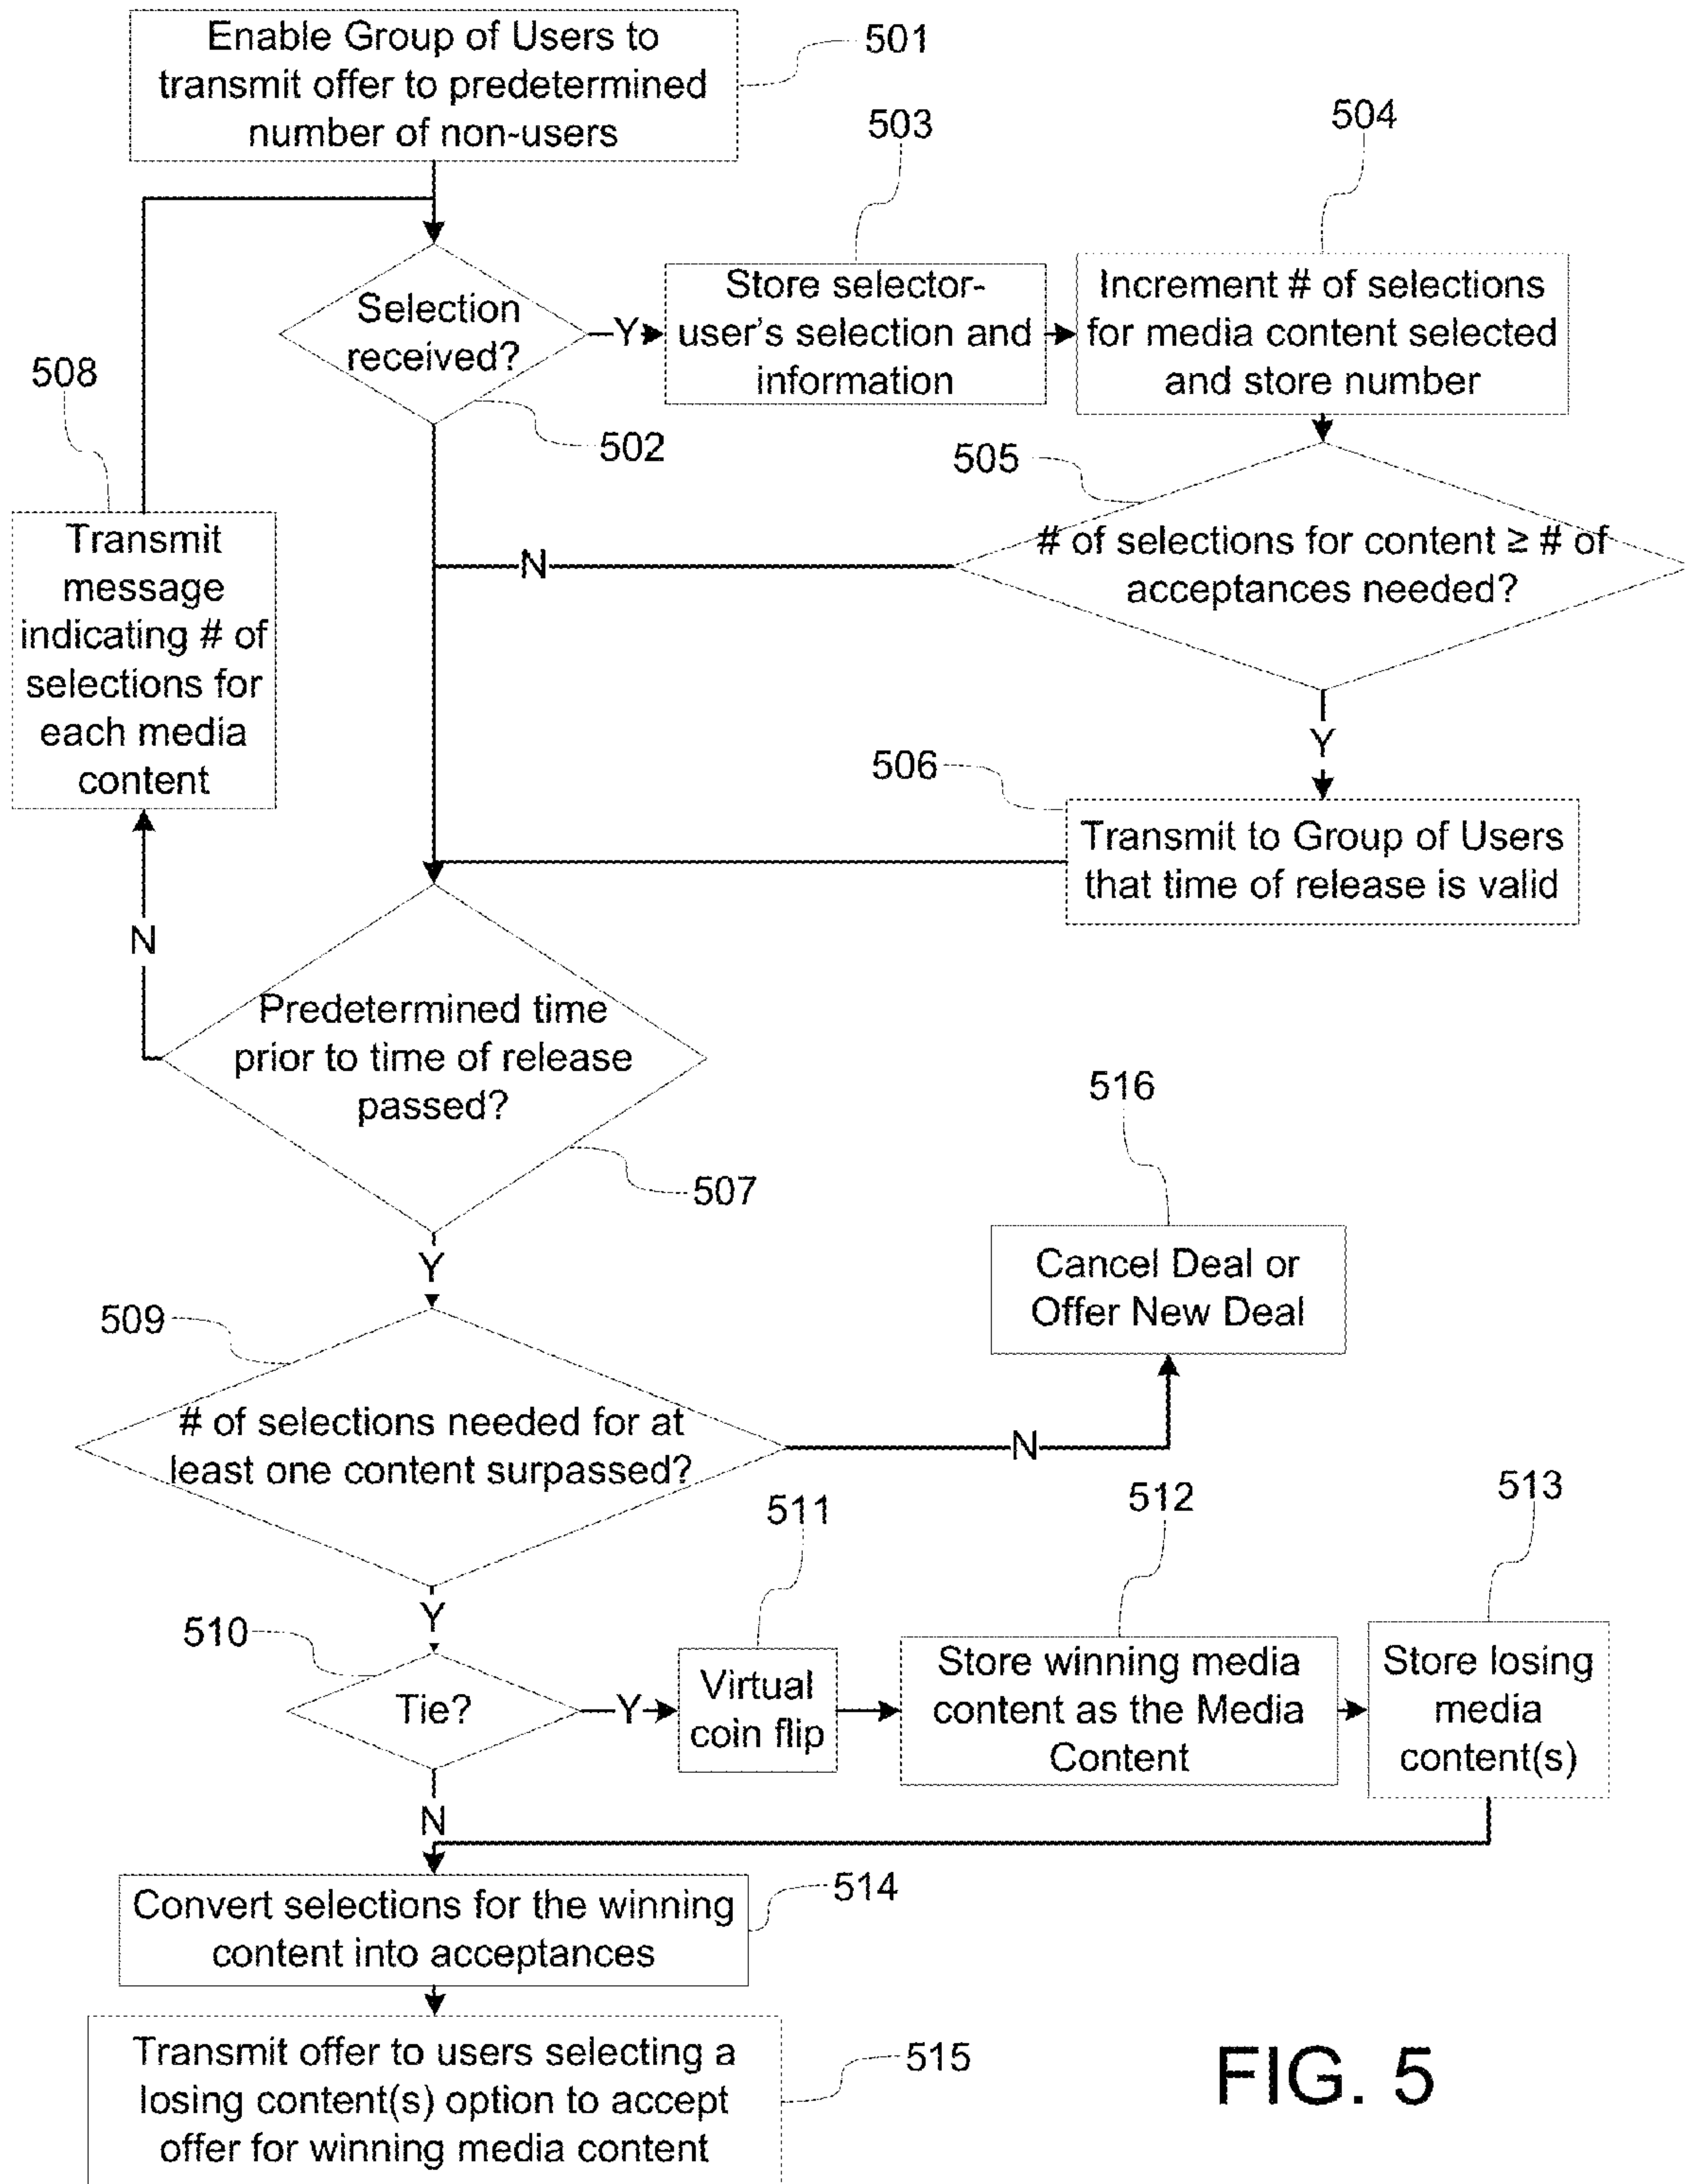 Enable Group of Users to
transmit offer to predetermined
number of non-users
501
503
504
Selection
received?
Y
Store selector-
user's selection and
information
Increment # of selections
for media content selected
and store number
502
508
505
Transmit
message
indicating # of
selections for
each media
content
N
# of selections for content ≥ # of
acceptances needed?
Y
506
Transmit to Group of Users
that time of release is valid
N
Predetermined time
prior to time of release
passed?
507
516
Y
Cancel Deal or
Offer New Deal
509
# of selections needed for at
least one content surpassed?
N
511
512
513
Y
510
Tie?
Y
Virtual
coin flip
Store winning media
content as the Media
Content
Store losing
media
content(s)
N
Convert selections for the winning
content into acceptances
514
Transmit offer to users selecting a
losing content(s) option to accept
offer for winning media content
515
FIG. 5